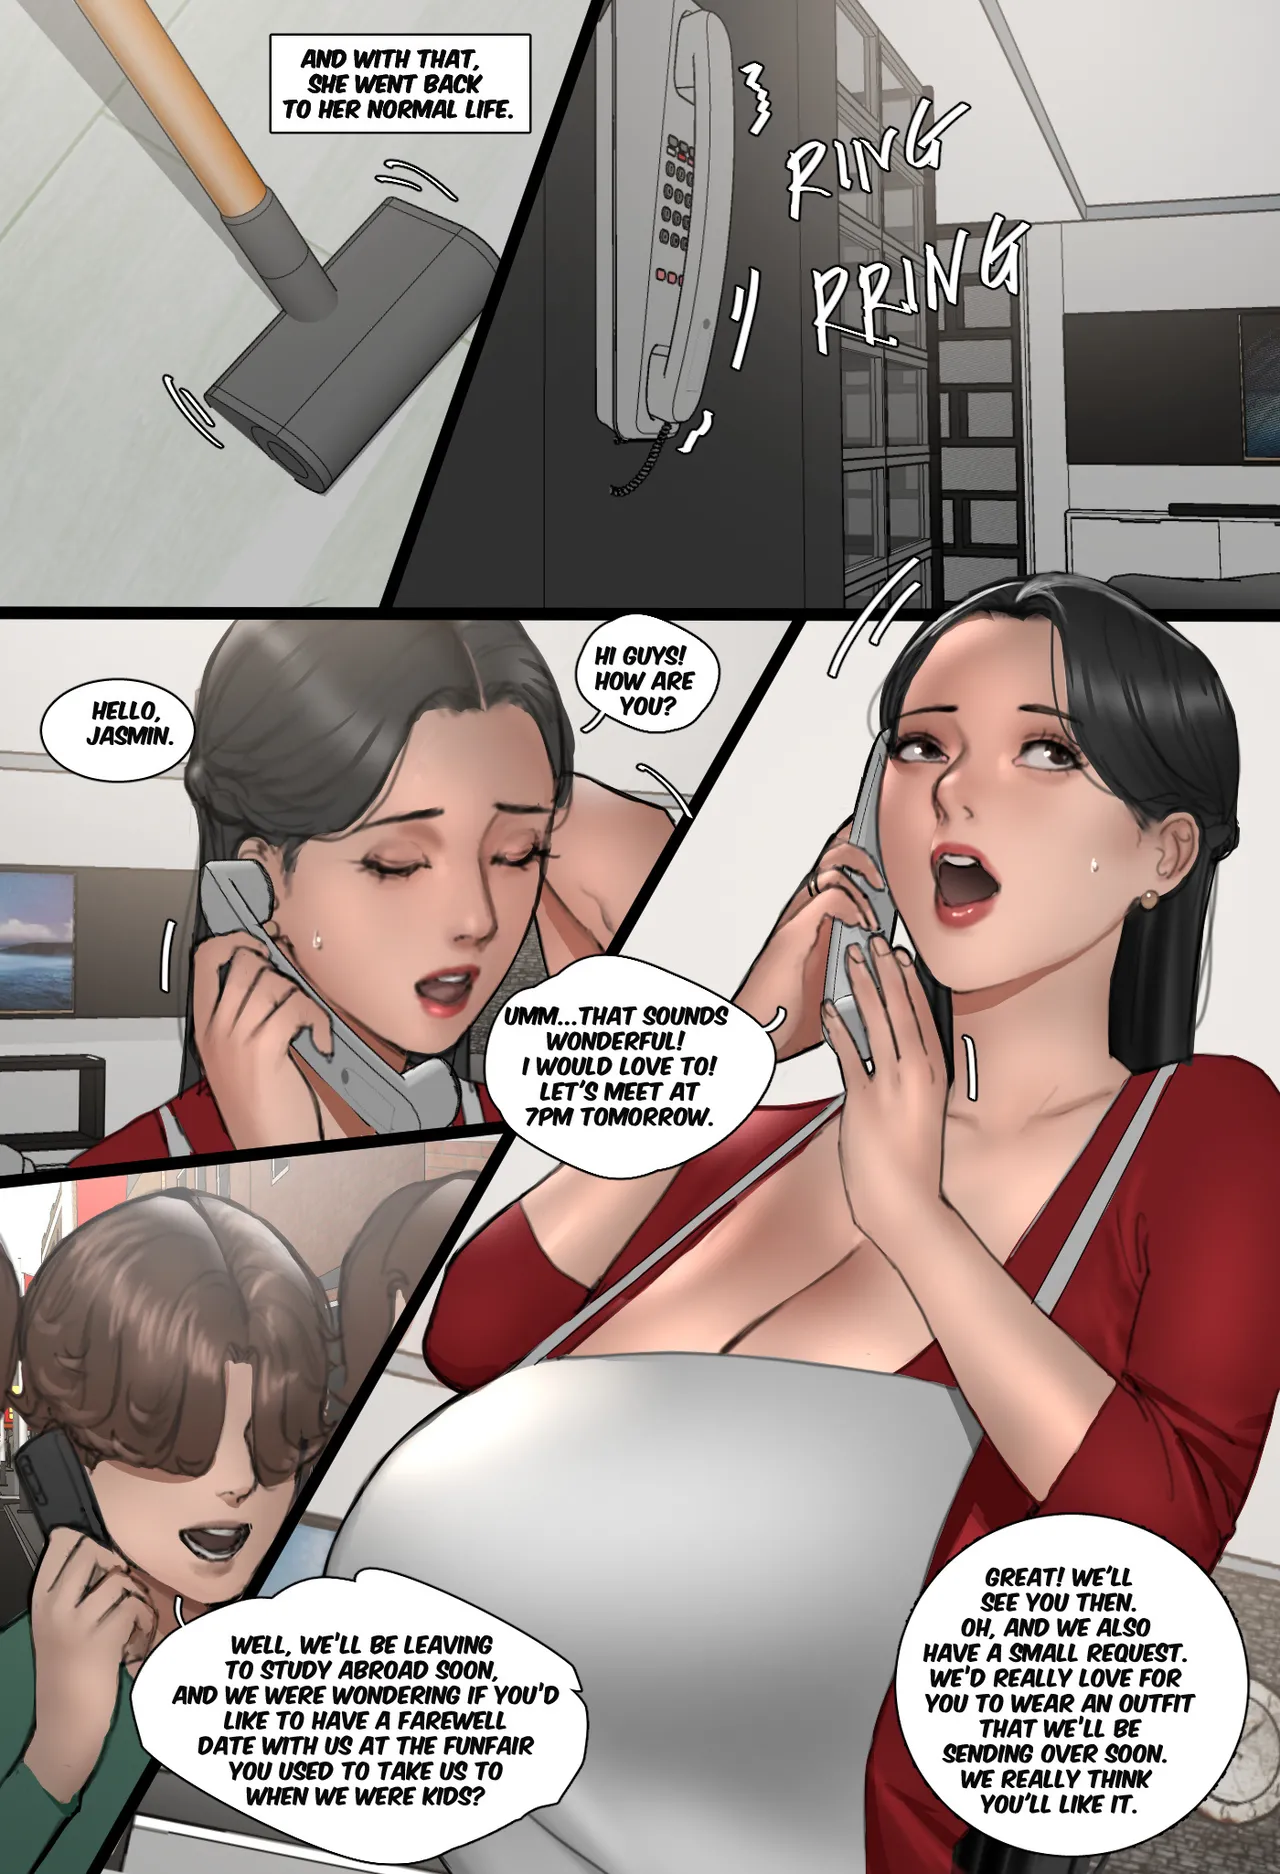 AND WITH THAT,
SHE WENT BACK
TO HER NORMAL LIFE.
RIING
RRING
HELLO,
JASMIN.
HI GUYS!
HOW ARE
YOU?
WELL, WE'LL BE LEAVING
TO STUDY ABROAD SOON,
AND WE WERE WONDERING IF YOU'D
LIKE TO HAVE A FAREWELL
DATE WITH US AT THE FUNFAIR
YOU USED TO TAKE US TO
WHEN WE WERE KIDS?
UMM...THAT SOUNDS
WONDERFUL!
I WOULD LOVE TO!
LET'S MEET AT
7PM TOMORROW.
GREAT! WE'LL
SEE YOU THEN.
OH, AND WE ALSO
HAVE A SMALL REQUEST.
WE'D REALLY LOVE FOR
YOU TO WEAR AN OUTFIT
THAT WE'LL BE
SENDING OVER SOON.
WE REALLY THINK
YOU'LL LIKE IT.